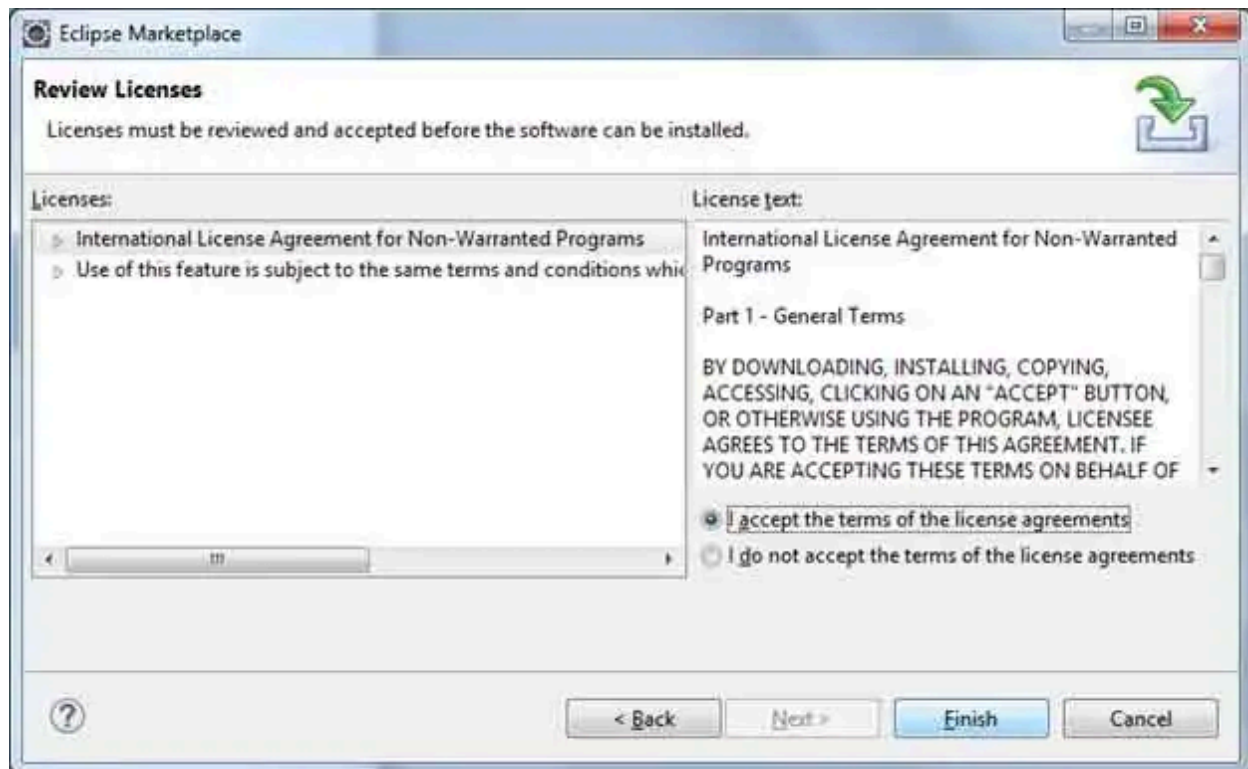 Eclipse Marketplace
Review Licenses
Licenses must be reviewed and accepted before the software can be installed.
Licenses:
International License Agreement for Non-Warranted Programs
Use of this feature is subject to the same terms and conditions whic
License text:
International License Agreement for Non-Warranted
Programs
Part 1 - General Terms
BY DOWNLOADING, INSTALLING, COPYING,
ACCESSING, CLICKING ON AN "ACCEPT" BUTTON,
OR OTHERWISE USING THE PROGRAM, LICENSEE
AGREES TO THE TERMS OF THIS AGREEMENT. IF
YOU ARE ACCEPTING THESE TERMS ON BEHALF OF
I accept the terms of the license agreements
I do not accept the terms of the license agreements
< Back
Next >
Finish
Cancel